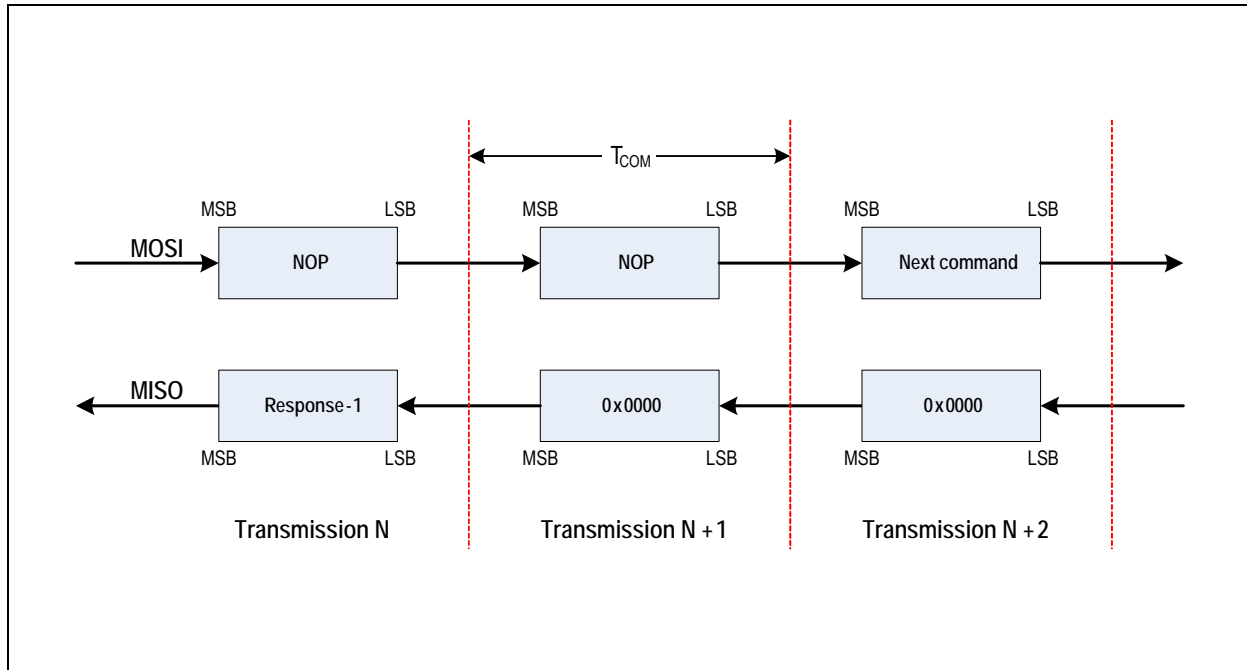 T_COM
MSB LSB MSB LSB MSB LSB
MOSI NOP NOP Next command
MISO Response-1 0x0000 0x0000
MSB LSB MSB LSB MSB LSB
Transmission N Transmission N+1 Transmission N+2